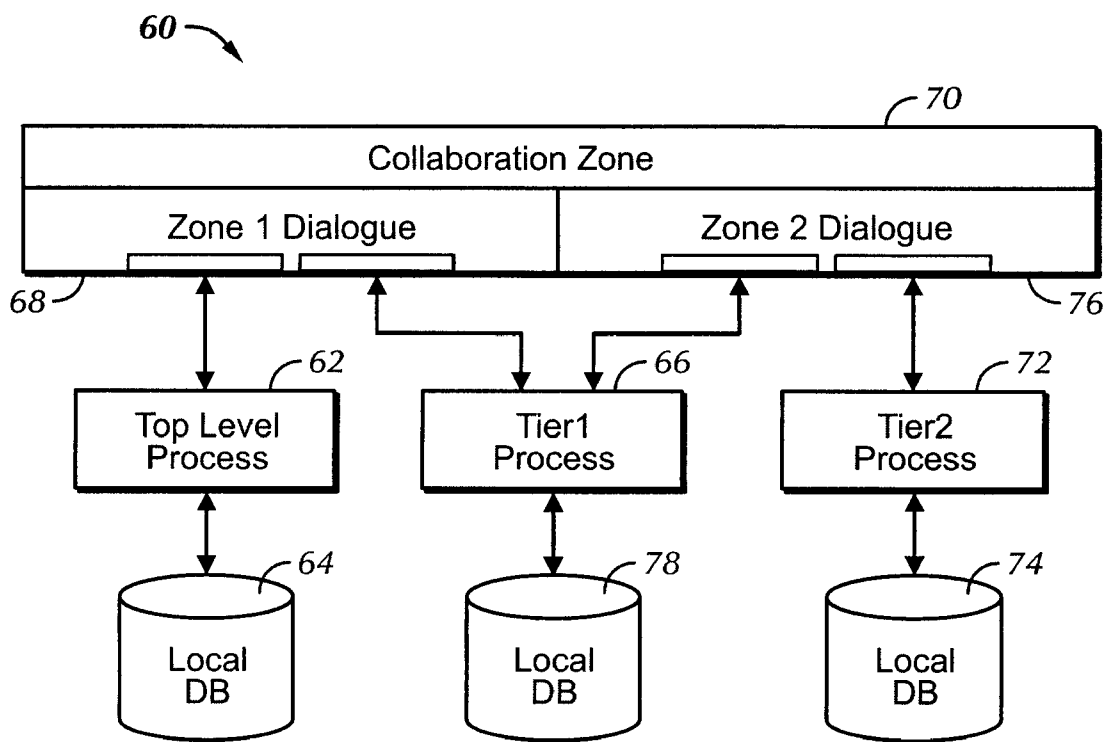 60
70
Collaboration Zone
Zone 1 Dialogue
Zone 2 Dialogue
68
76
62
66
72
Top Level
Process
Tier1
Process
Tier2
Process
64
78
74
Local
DB
Local
DB
Local
DB